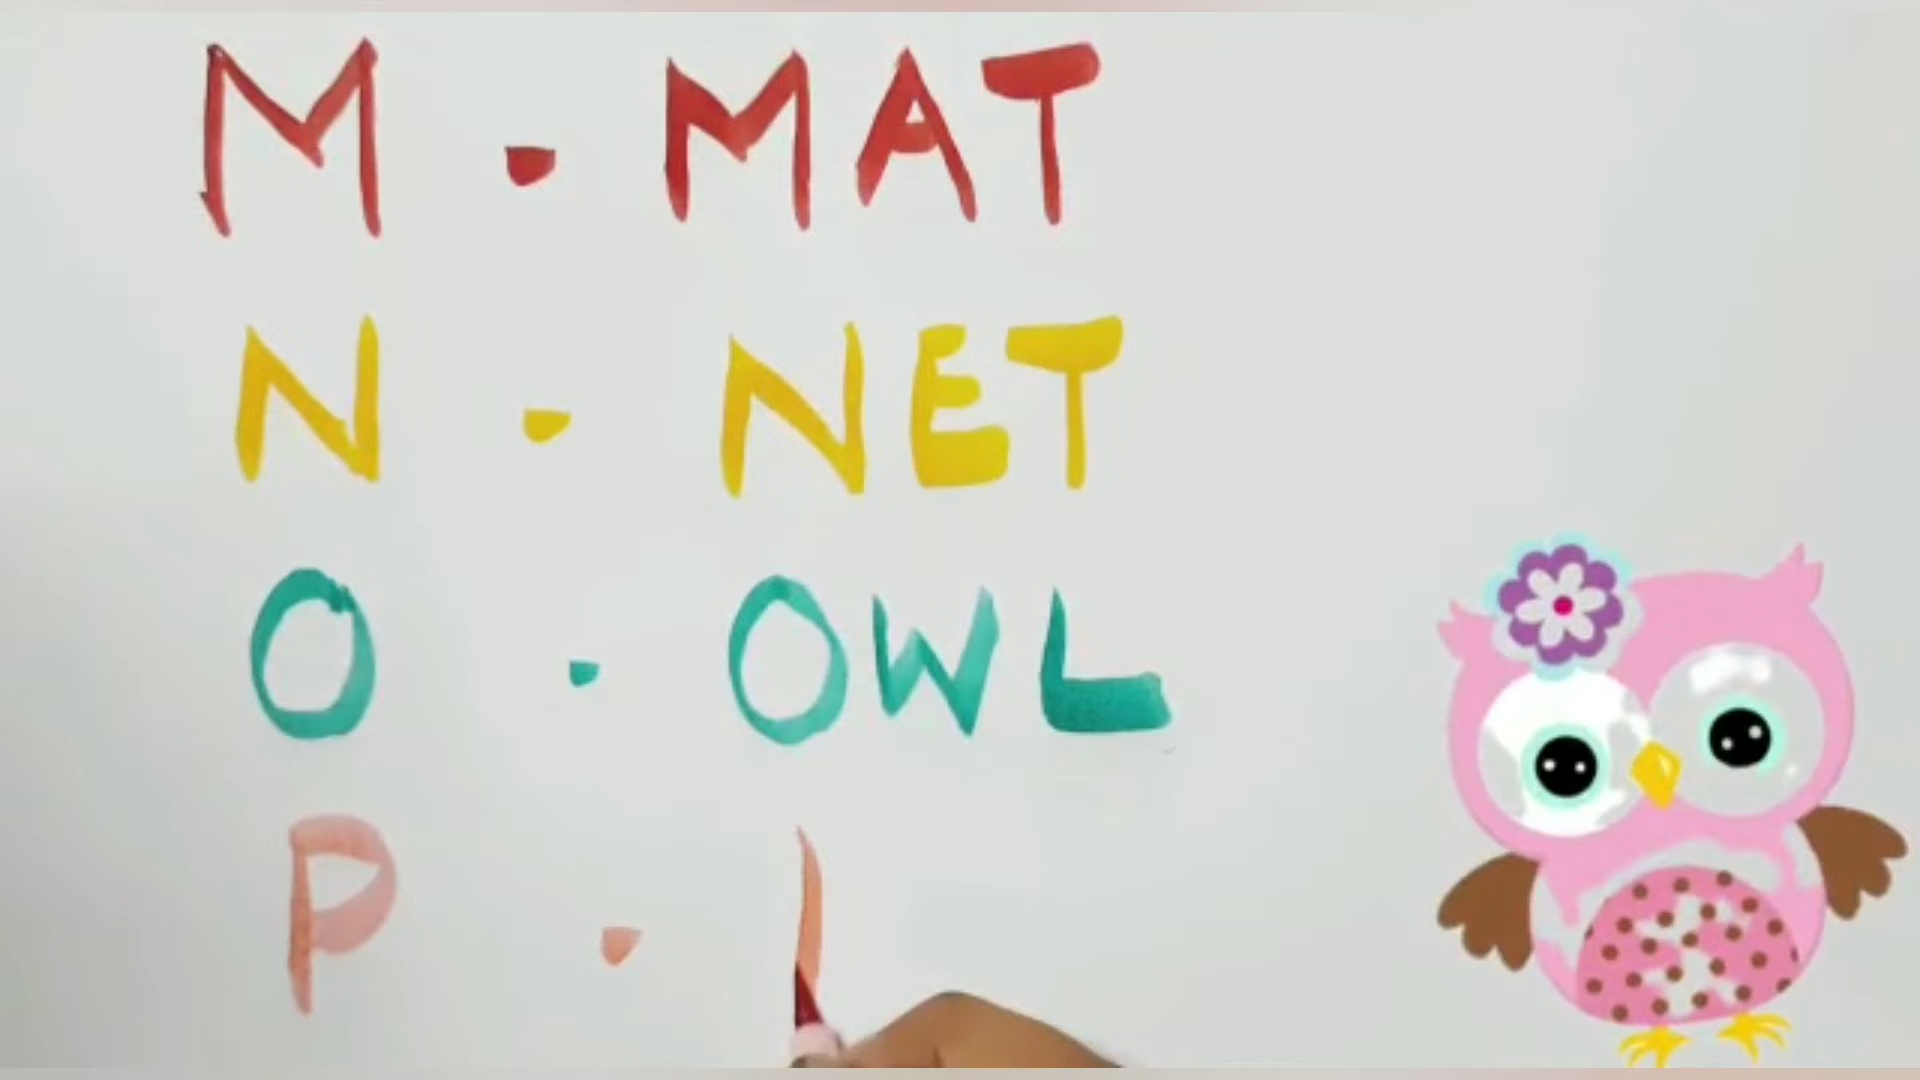 M . MAT
N . NET
O . OWL
P .